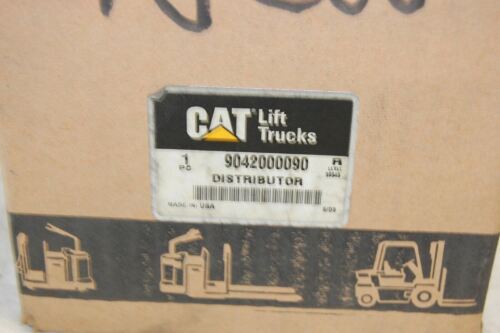 CAT Lift Trucks
1 PC 9042000090 A
DISTRIBUTOR
MADE IN USA